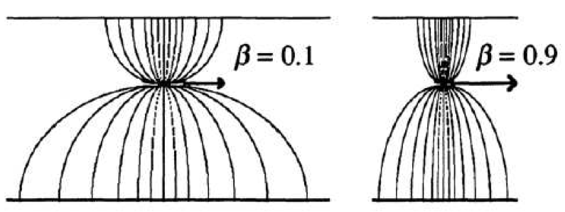 β = 0.1
β = 0.9